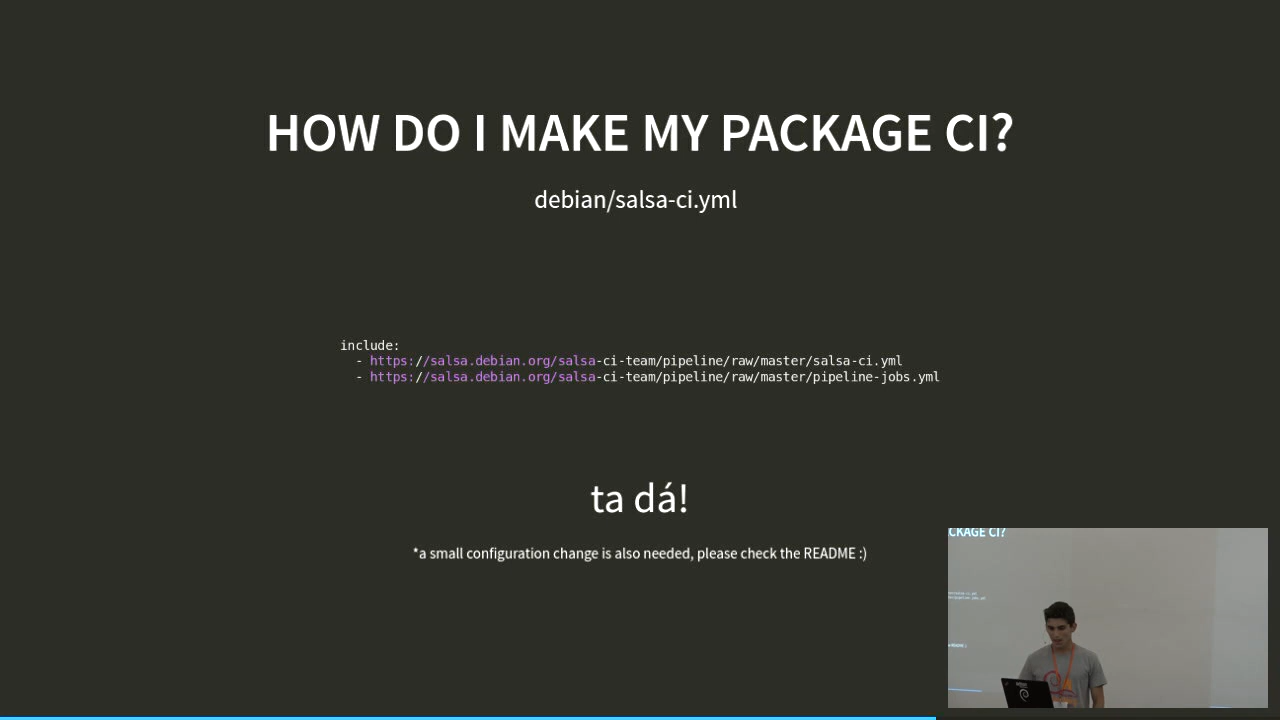 HOW DO I MAKE MY PACKAGE CI?
debian/salsa-ci.yml
include:
  - https://salsa.debian.org/salsa-ci-team/pipeline/raw/master/salsa-ci.yml
  - https://salsa.debian.org/salsa-ci-team/pipeline/raw/master/pipeline-jobs.yml
ta dá!
*a small configuration change is also needed, please check the README :)
CKAGE CI?